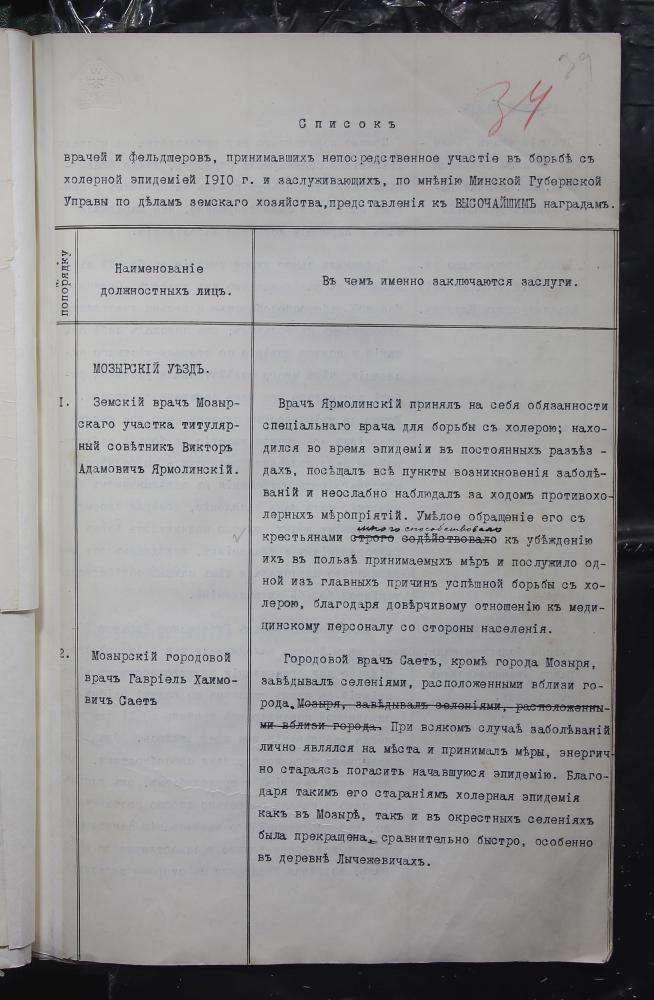 39
34
Списокъ
врачей и фельдшеровъ, принимавшихъ непосредственное участіе въ борьбѣ съ
холерной эпидеміей 1910 г. и заслуживающихъ, по мнѣнію Минской Губернской
Управы по дѣламъ земскаго хозяйства,представленія къ ВЫСОЧАЙШИМЪ наградамъ.
попорядку
Наименованіе
должностныхъ лицъ.
Въ чемъ именно заключаются заслуги.
МОЗЫРСКІЙ УѢЗДЪ.
1.
Земскій врачъ Мозыр-
скаго участка титуляр-
ный совѣтникъ Викторъ
Адамовичъ Ярмолинскій.
Врачъ Ярмолинскій принялъ на себя обязанности
спеціальнаго врача для борьбы съ холерою; нахо-
дился во время эпидеміи въ постоянныхъ разъѣз -
дахъ, посѣщалъ всѣ пункты возникновенія заболѣ-
ваній и неослабно наблюдалъ за ходомъ противохо-
лерныхъ мѣропріятій. Умѣлое обращеніе его съ
много способствовало
крестьянами строго содѣйствовало къ убѣжденію
ихъ въ пользѣ принимаемыхъ мѣръ и послужило од-
ной изъ главныхъ причинъ успѣшной борьбы съ хо-
лерою, благодаря довѣрчивому отношенію къ меди-
цинскому персоналу со стороны населенія.
2.
Мозырскій городовой
врачъ Гавріель Хаимо-
вичъ Саетъ
Городовой врачъ Саетъ, кромѣ города Мозыря,
завѣдывалъ селеніями, расположенными вблизи го-
рода. Мозыря, завѣдывалъ селеніями, расположенны-
ми вблизи города. При всякомъ случаѣ заболѣваній
лично являлся на мѣста и принималъ мѣры, энергич-
но стараясь погасить начавшуюся эпидемію. Благо-
даря такимъ его стараніямъ холерная эпидемія
какъ въ Мозырѣ, такъ и въ окрестныхъ селеніяхъ
была прекращена, сравнительно быстро, особенно
въ деревнѣ Лычежевичахъ.